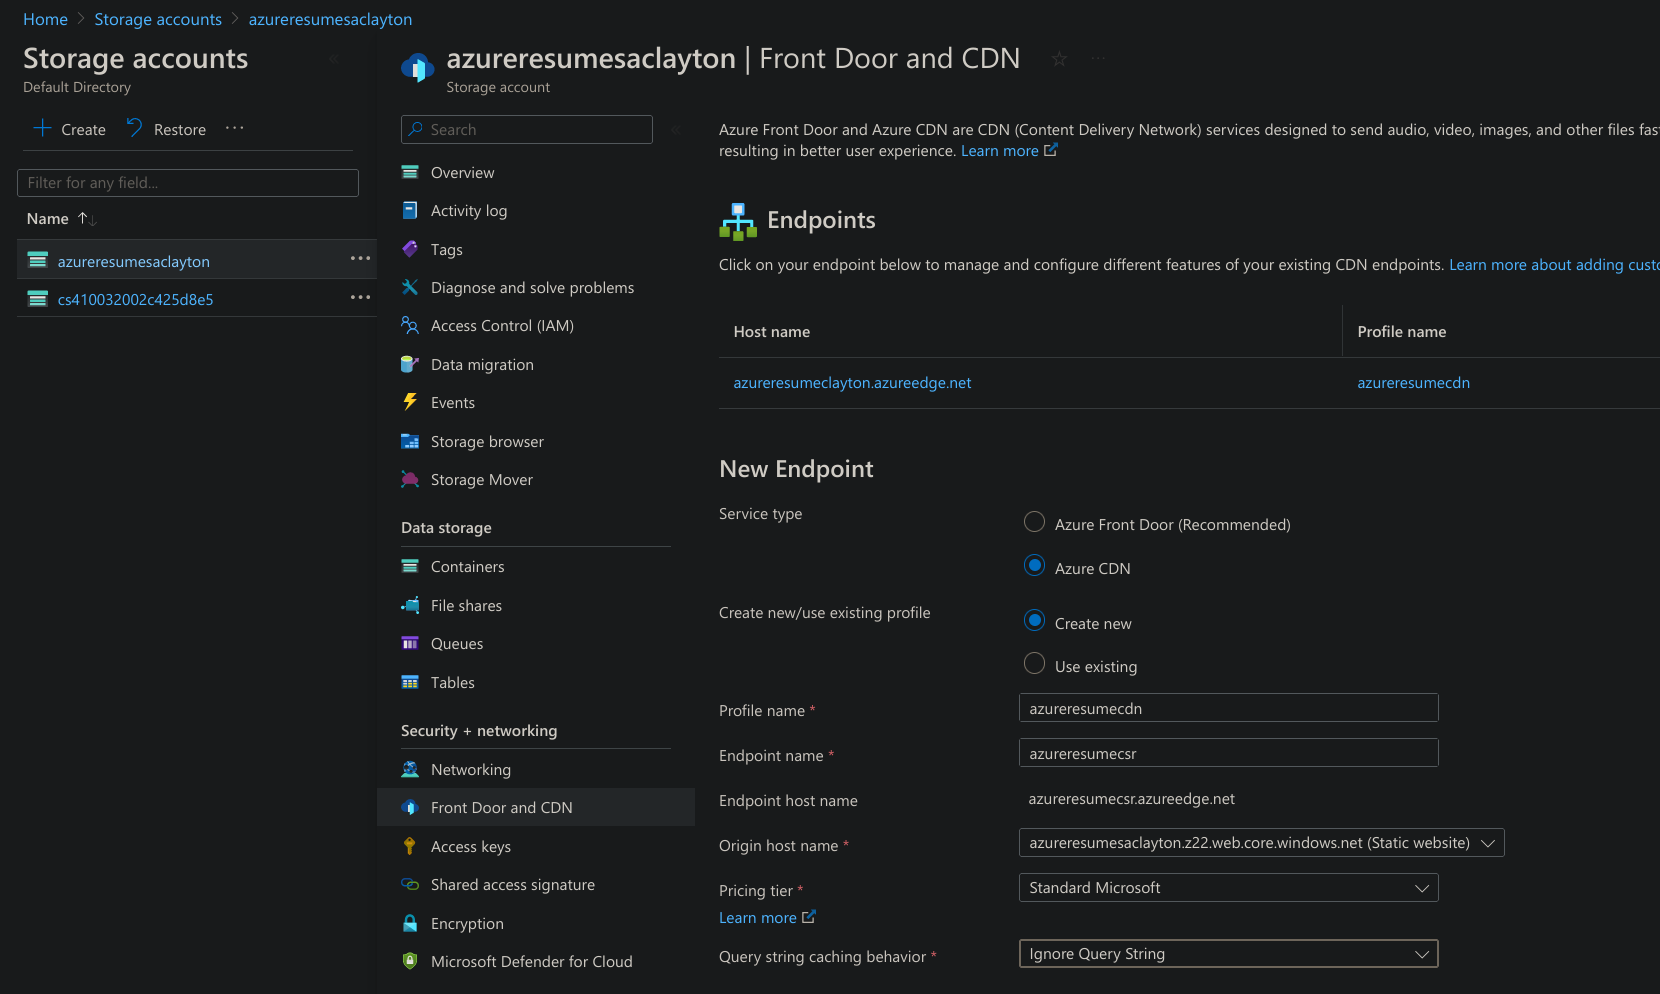 Home > Storage accounts > azureresumesaclayton
Storage accounts
Default Directory
Create Restore ...
Filter for any field...
Name
azureresumesaclayton
cs410032002c425d8e5
azureresumesaclayton | Front Door and CDN
Storage account
Search
Overview
Activity log
Tags
Diagnose and solve problems
Access Control (IAM)
Data migration
Events
Storage browser
Storage Mover
Data storage
Containers
File shares
Queues
Tables
Security + networking
Networking
Front Door and CDN
Access keys
Shared access signature
Encryption
Microsoft Defender for Cloud
Azure Front Door and Azure CDN are CDN (Content Delivery Network) services designed to send audio, video, images, and other files fas
resulting in better user experience. Learn more
Endpoints
Click on your endpoint below to manage and configure different features of your existing CDN endpoints. Learn more about adding custo
Host name Profile name
azureresumeclayton.azureedge.net azureresumecdn
New Endpoint
Service type
Azure Front Door (Recommended)
Azure CDN
Create new/use existing profile
Create new
Use existing
Profile name * azureresumecdn
Endpoint name * azureresumecsr
Endpoint host name azureresumecsr.azureedge.net
Origin host name * azureresumesaclayton.z22.web.core.windows.net (Static website)
Pricing tier * Standard Microsoft
Learn more
Query string caching behavior * Ignore Query String